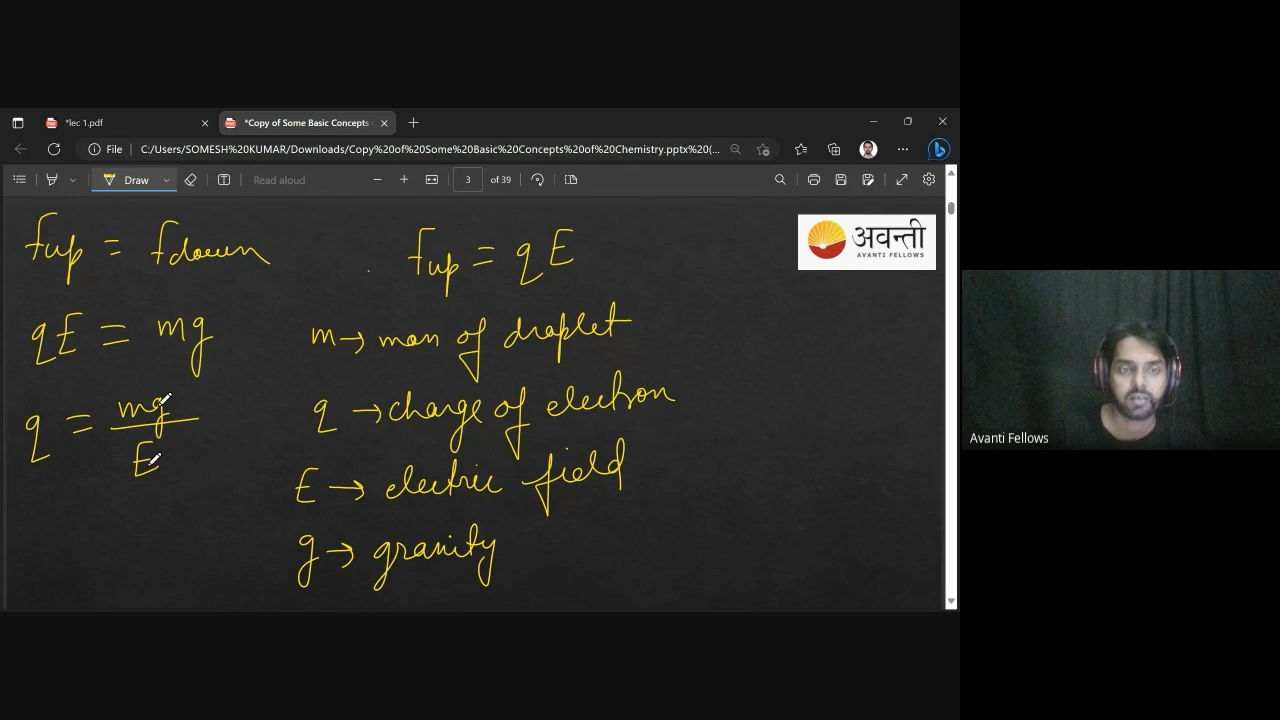 *lec 1.pdf
*Copy of Some Basic Concepts
File
C:/Users/SOMESH%20KUMAR/Downloads/Copy%20of%20Some%20Basic%20Concepts%20of%20Chemistry.pptx%20(...
Draw
Read aloud
3 of 39
अवन्ती
AVANTI FELLOWS
Fup = Fdown
Fup = qE
qE = mg
m → mass of droplet
q = mg/E
q → charge of electron
E → electric field
g → gravity
Avanti Fellows